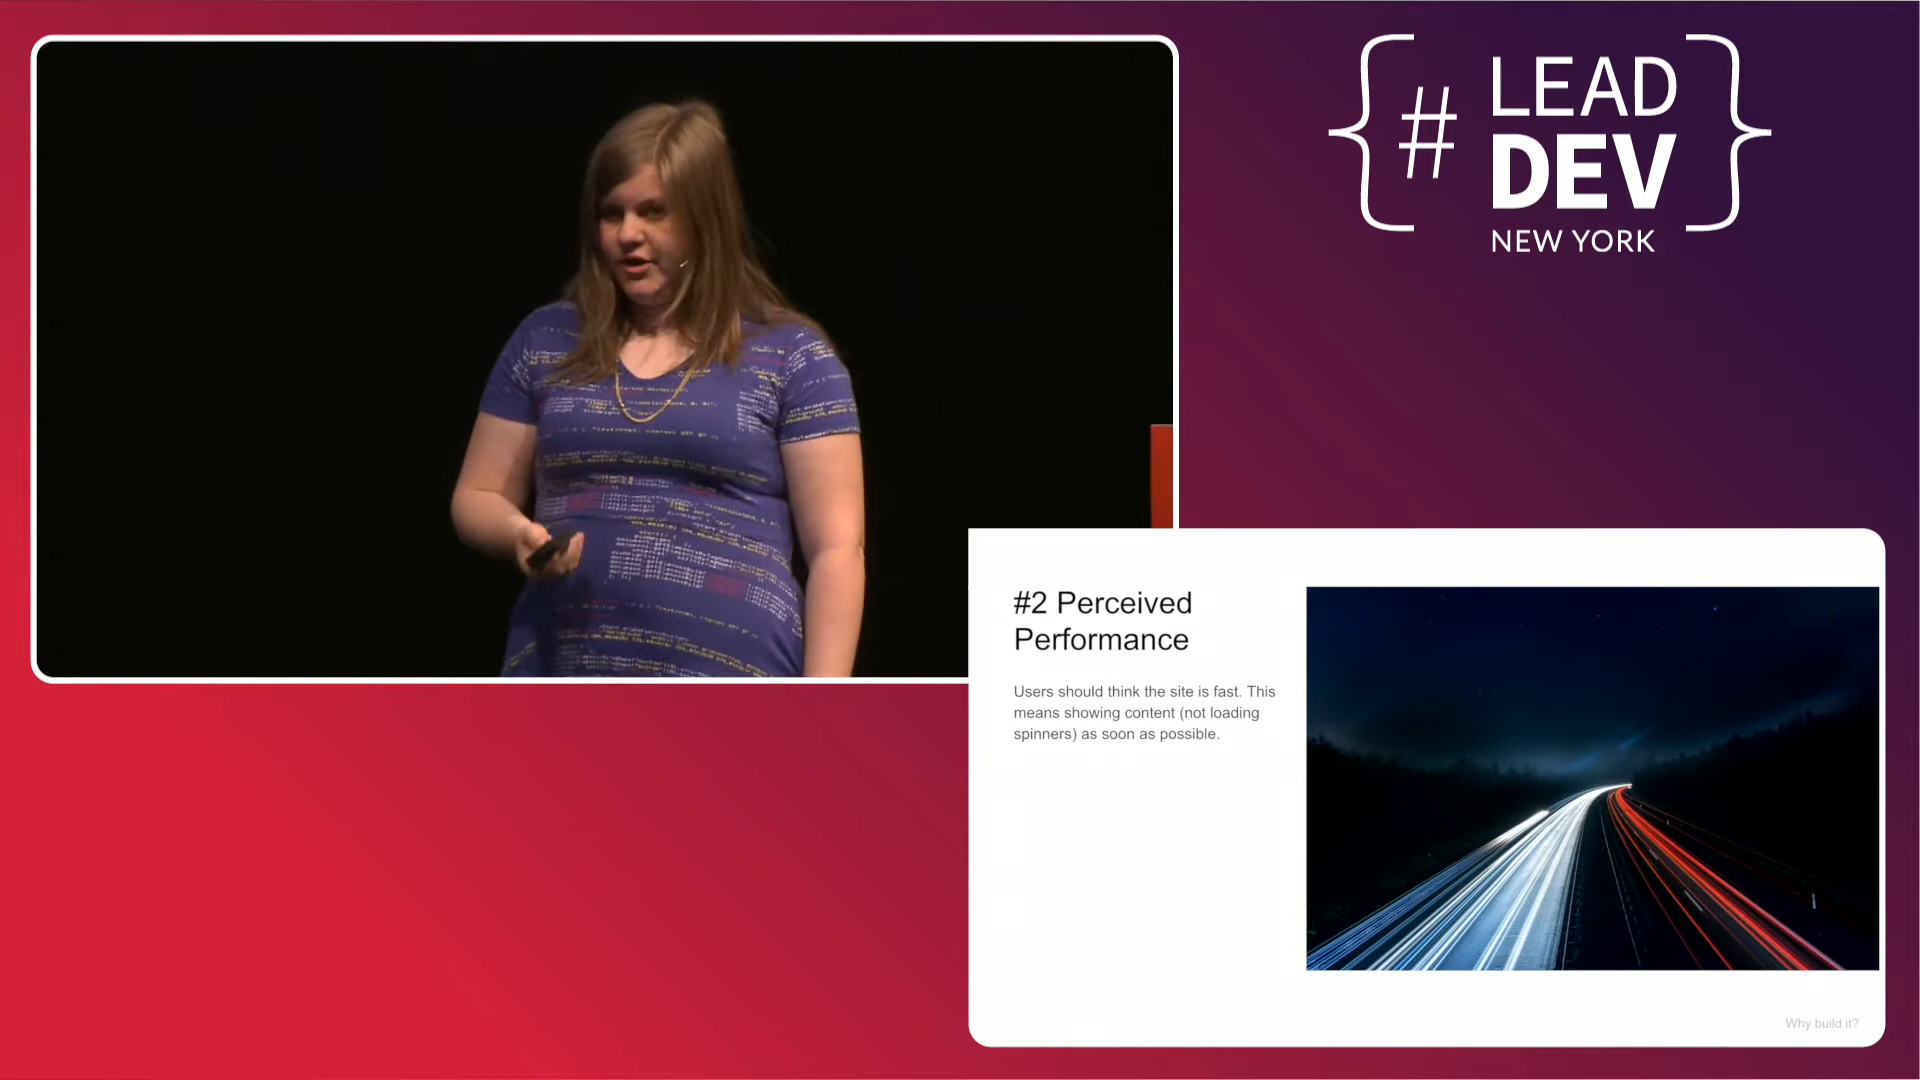 # LEAD
DEV
NEW YORK
#2 Perceived
Performance
Users should think the site is fast. This
means showing content (not loading
spinners) as soon as possible.
Why build it?